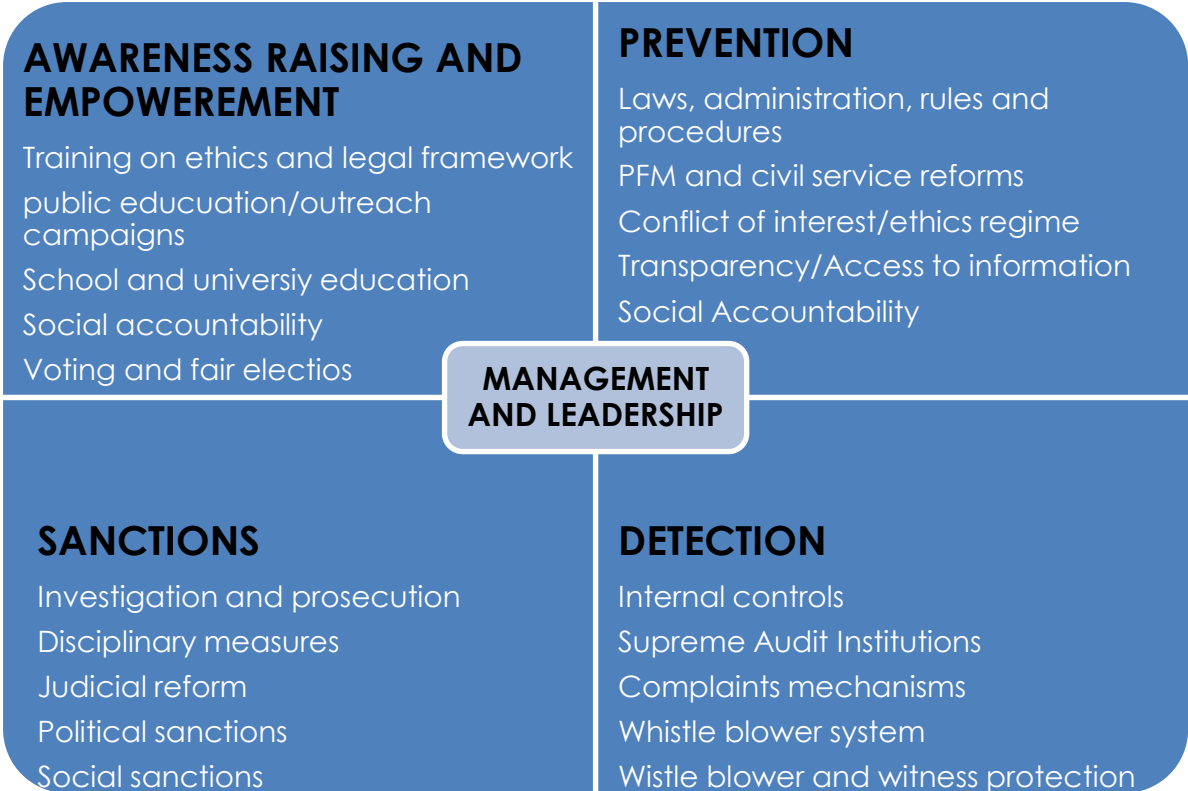 AWARENESS RAISING AND
EMPOWEREMENT
Training on ethics and legal framework
public educuation/outreach
campaigns
School and universiy education
Social accountability
Voting and fair electios
PREVENTION
Laws, administration, rules and
procedures
PFM and civil service reforms
Conflict of interest/ethics regime
Transparency/Access to information
Social Accountability
MANAGEMENT
AND LEADERSHIP
SANCTIONS
Investigation and prosecution
Disciplinary measures
Judicial reform
Political sanctions
Social sanctions
DETECTION
Internal controls
Supreme Audit Institutions
Complaints mechanisms
Whistle blower system
Wistle blower and witness protection